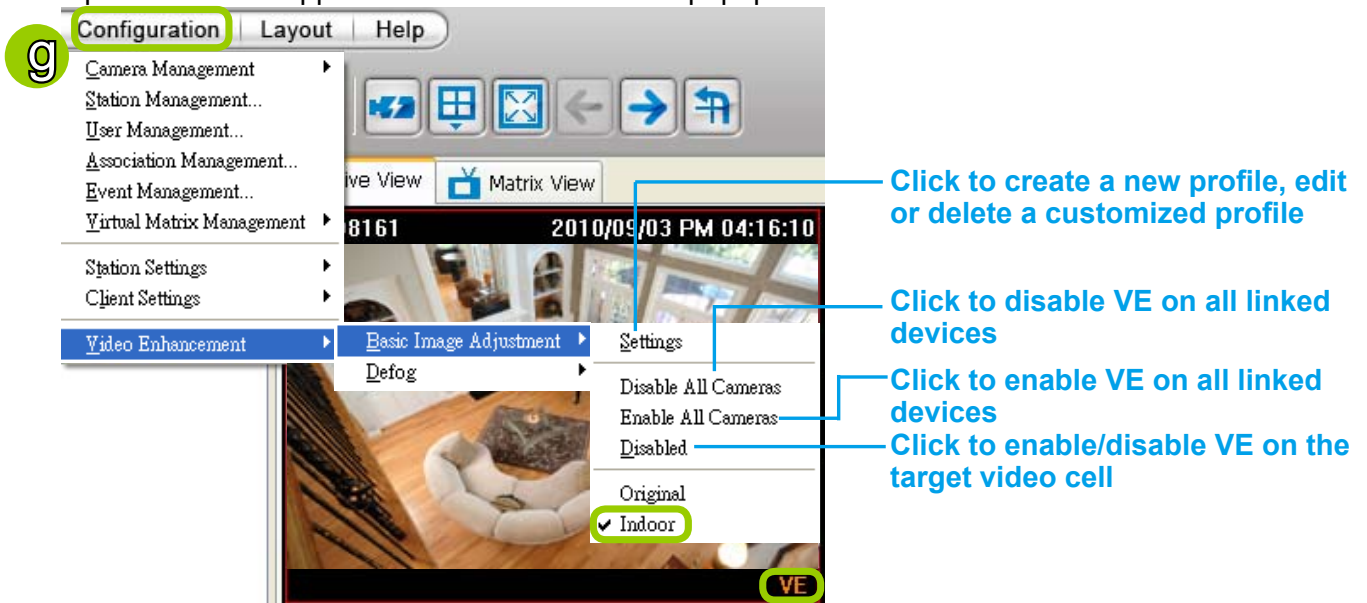 g
Configuration Layout Help
Camera Management
Station Management...
User Management...
Association Management...
Event Management...
Virtual Matrix Management
Station Settings
Client Settings
Video Enhancement
ive View Matrix View
8161 2010/09/03 PM 04:16:10
Basic Image Adjustment
Defog
Settings
Disable All Cameras
Enable All Cameras
Disabled
Original
Indoor
VE
Click to create a new profile, edit
or delete a customized profile
Click to disable VE on all linked
devices
Click to enable VE on all linked
devices
Click to enable/disable VE on the
target video cell